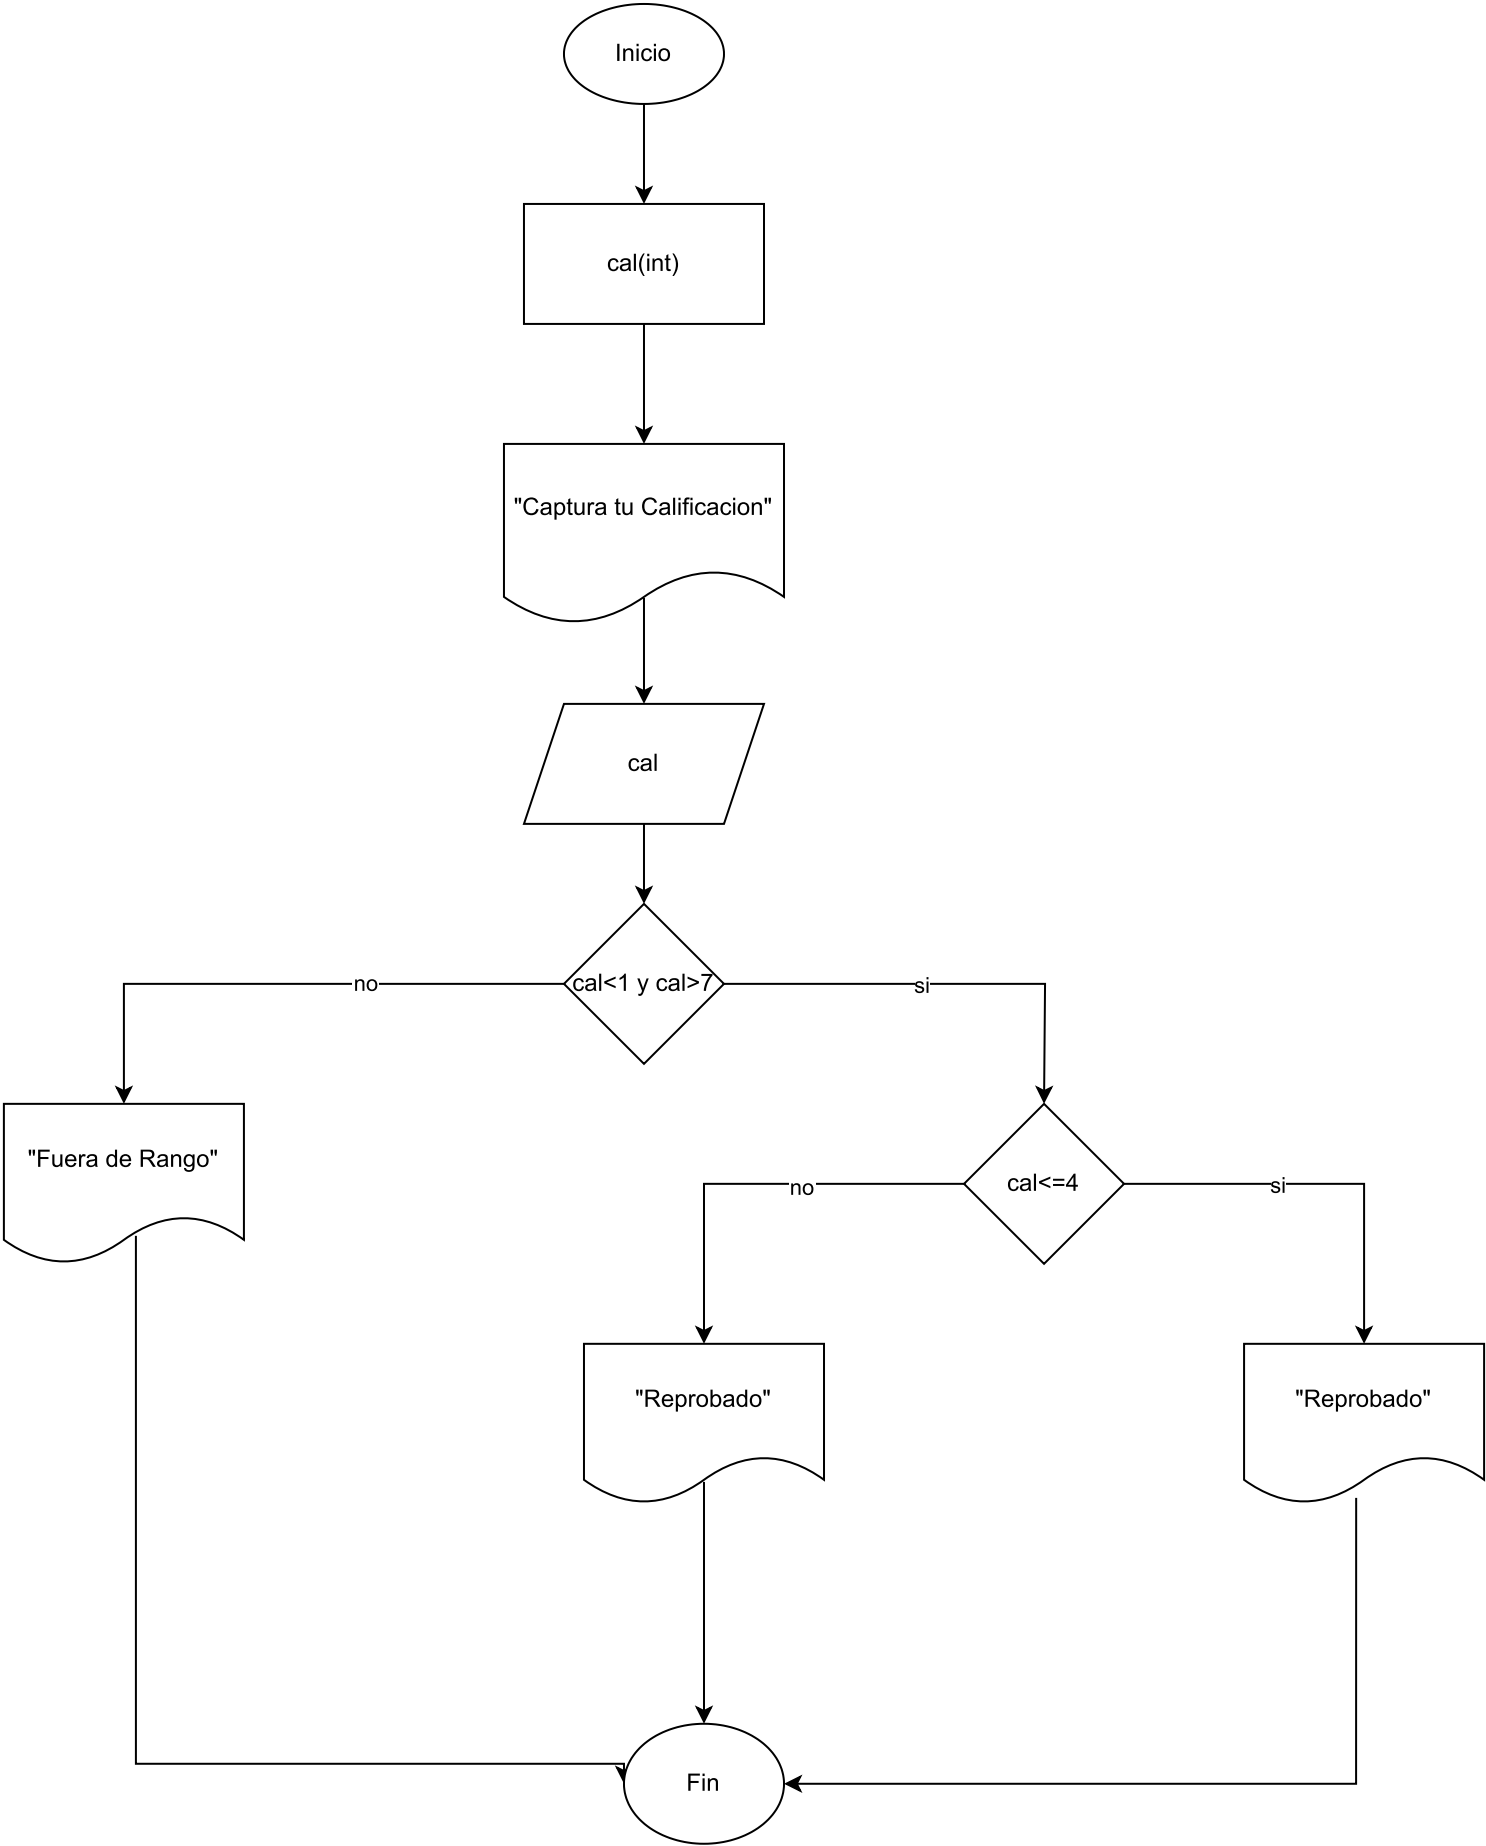 Inicio
cal(int)
"Captura tu Calificacion"
cal
cal<1 y cal>7
no
si
"Fuera de Rango"
cal<=4
no
si
"Reprobado"
"Reprobado"
Fin